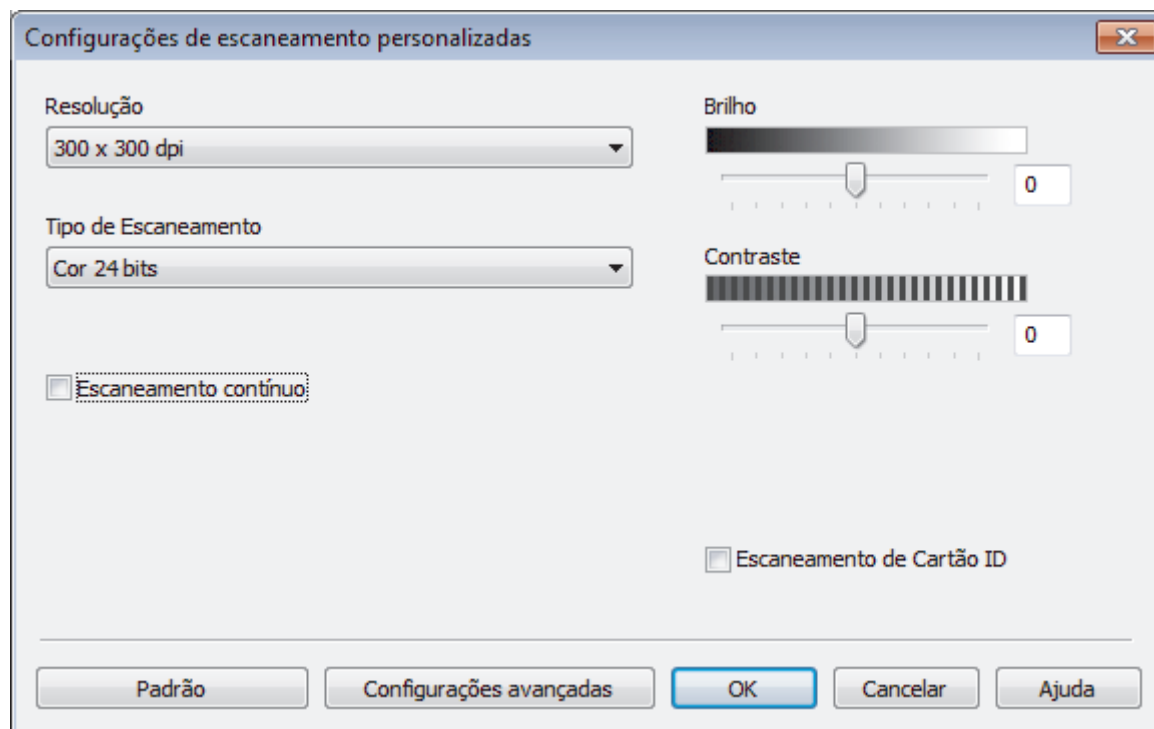 Configurações de escaneamento personalizadas
Resolução
300 x 300 dpi
Tipo de Escaneamento
Cor 24 bits
Escaneamento contínuo
Brilho
0
Contraste
0
Escaneamento de Cartão ID
Padrão
Configurações avançadas
OK
Cancelar
Ajuda